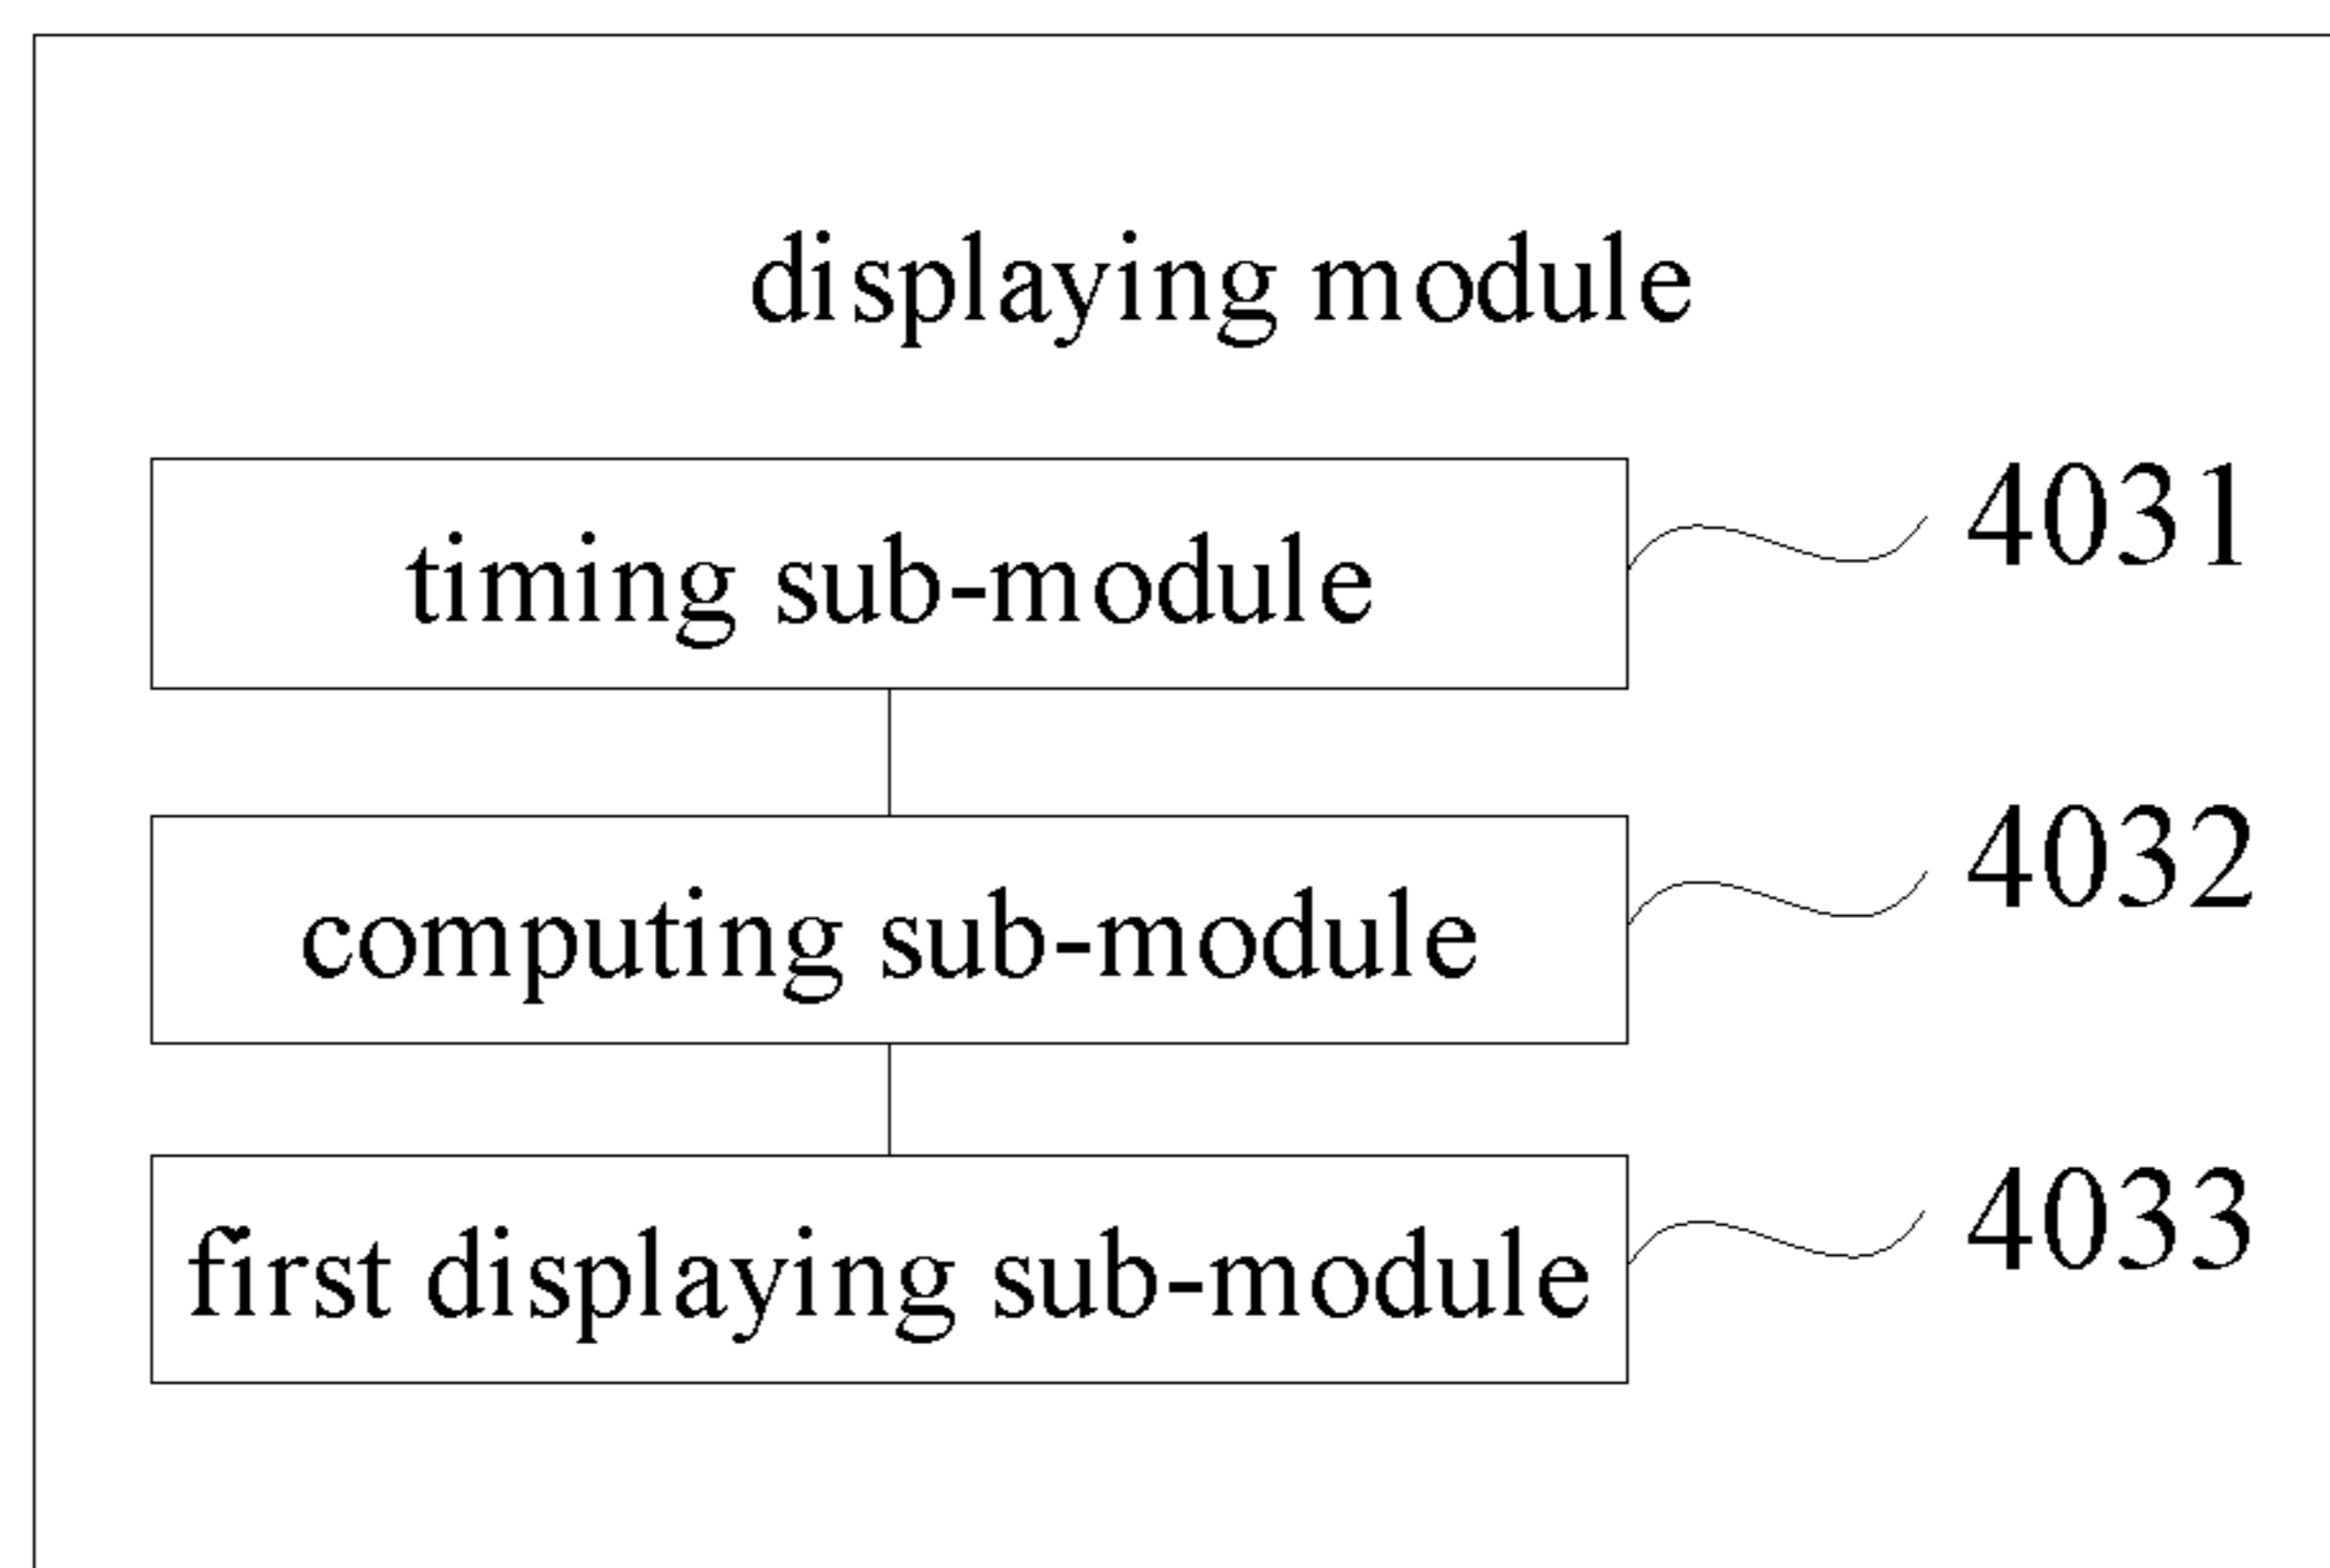 displaying module
timing sub-module 4031
computing sub-module 4032
first displaying sub-module 4033